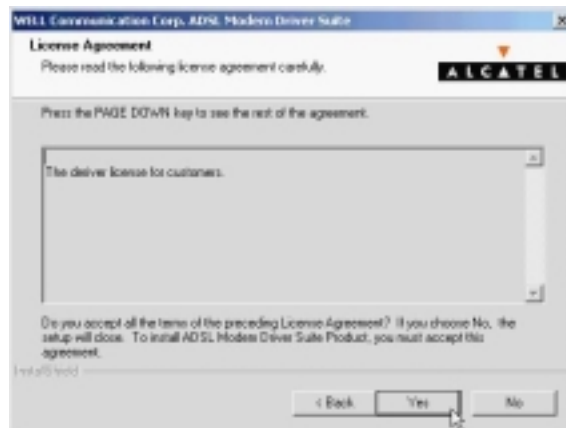 WELL Communication Corp. ADSL Modem Driver Suite
License Agreement
Please read the following license agreement carefully.
ALCATEL
Press the PAGE DOWN key to see the rest of the agreement.
The deriver license for customers.
Do you accept all the terms of the preceding License Agreement? If you choose No, the
setup will close. To install ADSL Modem Driver Suite Product, you must accept this
agreement.
InstallShield
< Back
Yes
No